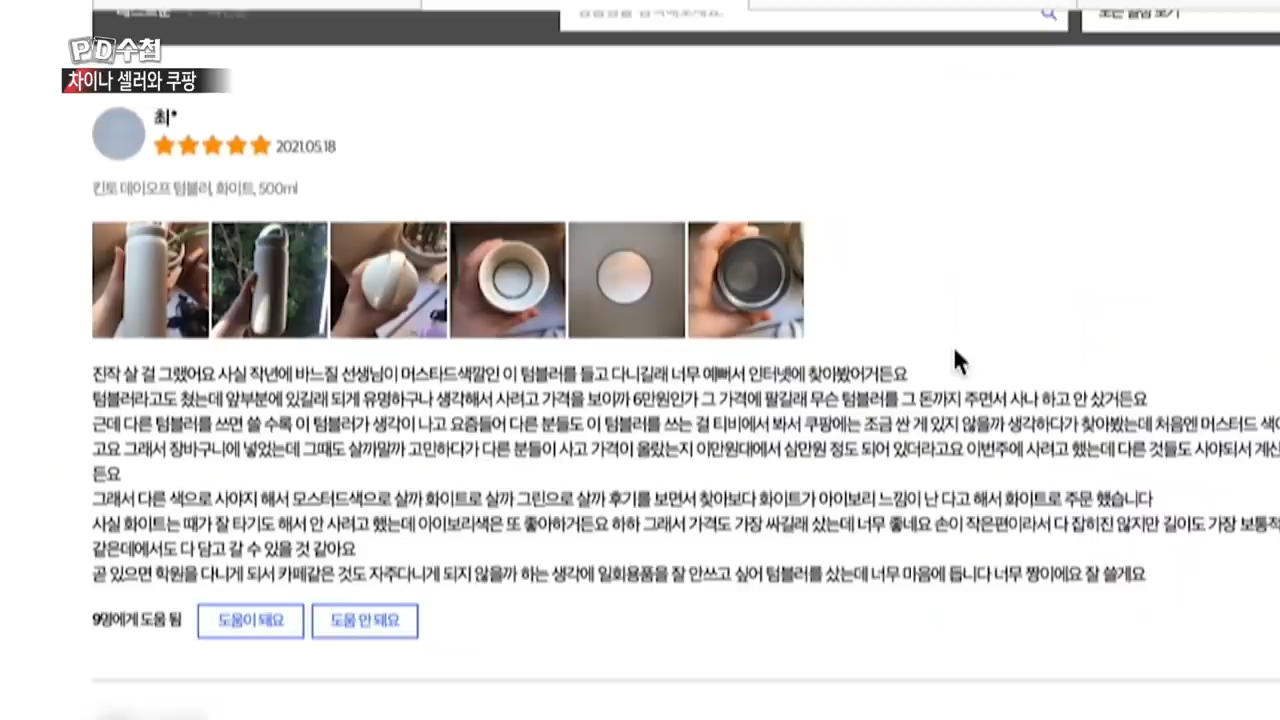 PD수첩
차이나 셀러와 쿠팡
최*
2021.05.18
킨토 데이오프 텀블러, 화이트, 500ml
진작 살 걸 그랬어요 사실 작년에 바느질 선생님이 머스타드색깔인 이 텀블러를 들고 다니길래 너무 예뻐서 인터넷에 찾아봤어거든요
텀블러라고도 쳤는데 앞부분에 있길래 되게 유명하구나 생각해서 사려고 가격을 보이까 6만원인가 그 가격에 팔길래 무슨 텀블러를 그 돈까지 주면서 사나 하고 안 샀거든요
근데 다른 텀블러를 쓰면 쓸 수록 이 텀블러가 생각이 나고 요즘들어 다른 분들도 이 텀블러를 쓰는 걸 티비에서 봐서 쿠팡에는 조금 싼 게 있지 않을까 생각하다가 찾아봤는데 처음엔 머스터드 색이
고요 그래서 장바구니에 넣었는데 그때도 살까말까 고민하다가 다른 분들이 사고 가격이 올랐는지 이만원대에서 심만원 정도 되어 있더라고요 이번주에 사려고 했는데 다른 것들도 사야되서 계신
든요
그래서 다른 색으로 사야지 해서 모스터드색으로 살까 화이트로 살까 그린으로 살까 후기를 보면서 찾아보다 화이트가 아이보리 느낌이 난 다고 해서 화이트로 주문 했습니다
사실 화이트는 때가 잘 타기도 해서 안 사려고 했는데 아이보리색은 또 좋아하거든요 하하 그래서 가격도 가장 싸길래 샀는데 너무 좋네요 손이 작은편이라서 다 잡히진 않지만 길이도 가장 보통적
같은데에서도 다 담고 갈 수 있을 것 같아요
곧 있으면 학원을 다니게 되서 카페같은 것도 자주다니게 되지 않을까 하는 생각에 일회용품을 잘 안쓰고 싶어 텀블러를 샀는데 너무 마음에 듭니다 너무 짱이에요 잘 쓸게요
9명에게 도움 됨
도움이 돼요
도움 안 돼요